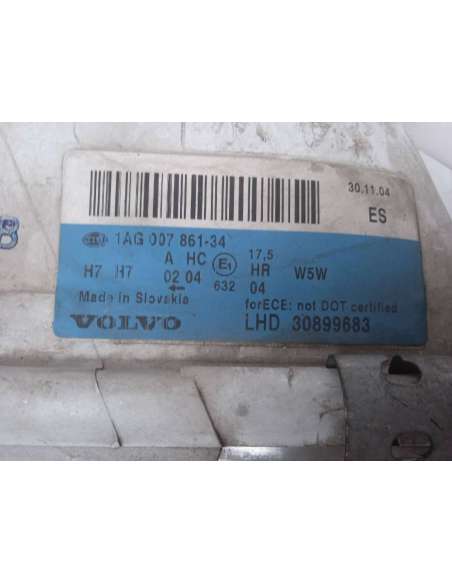 30.11.04
ES
1AG 007 861-34
A HC E1 17,5
H7 H7 02 04 632 HR W5W
← 04
Made in Slovakia
forECE: not DOT certified
VOLVO LHD 30899683